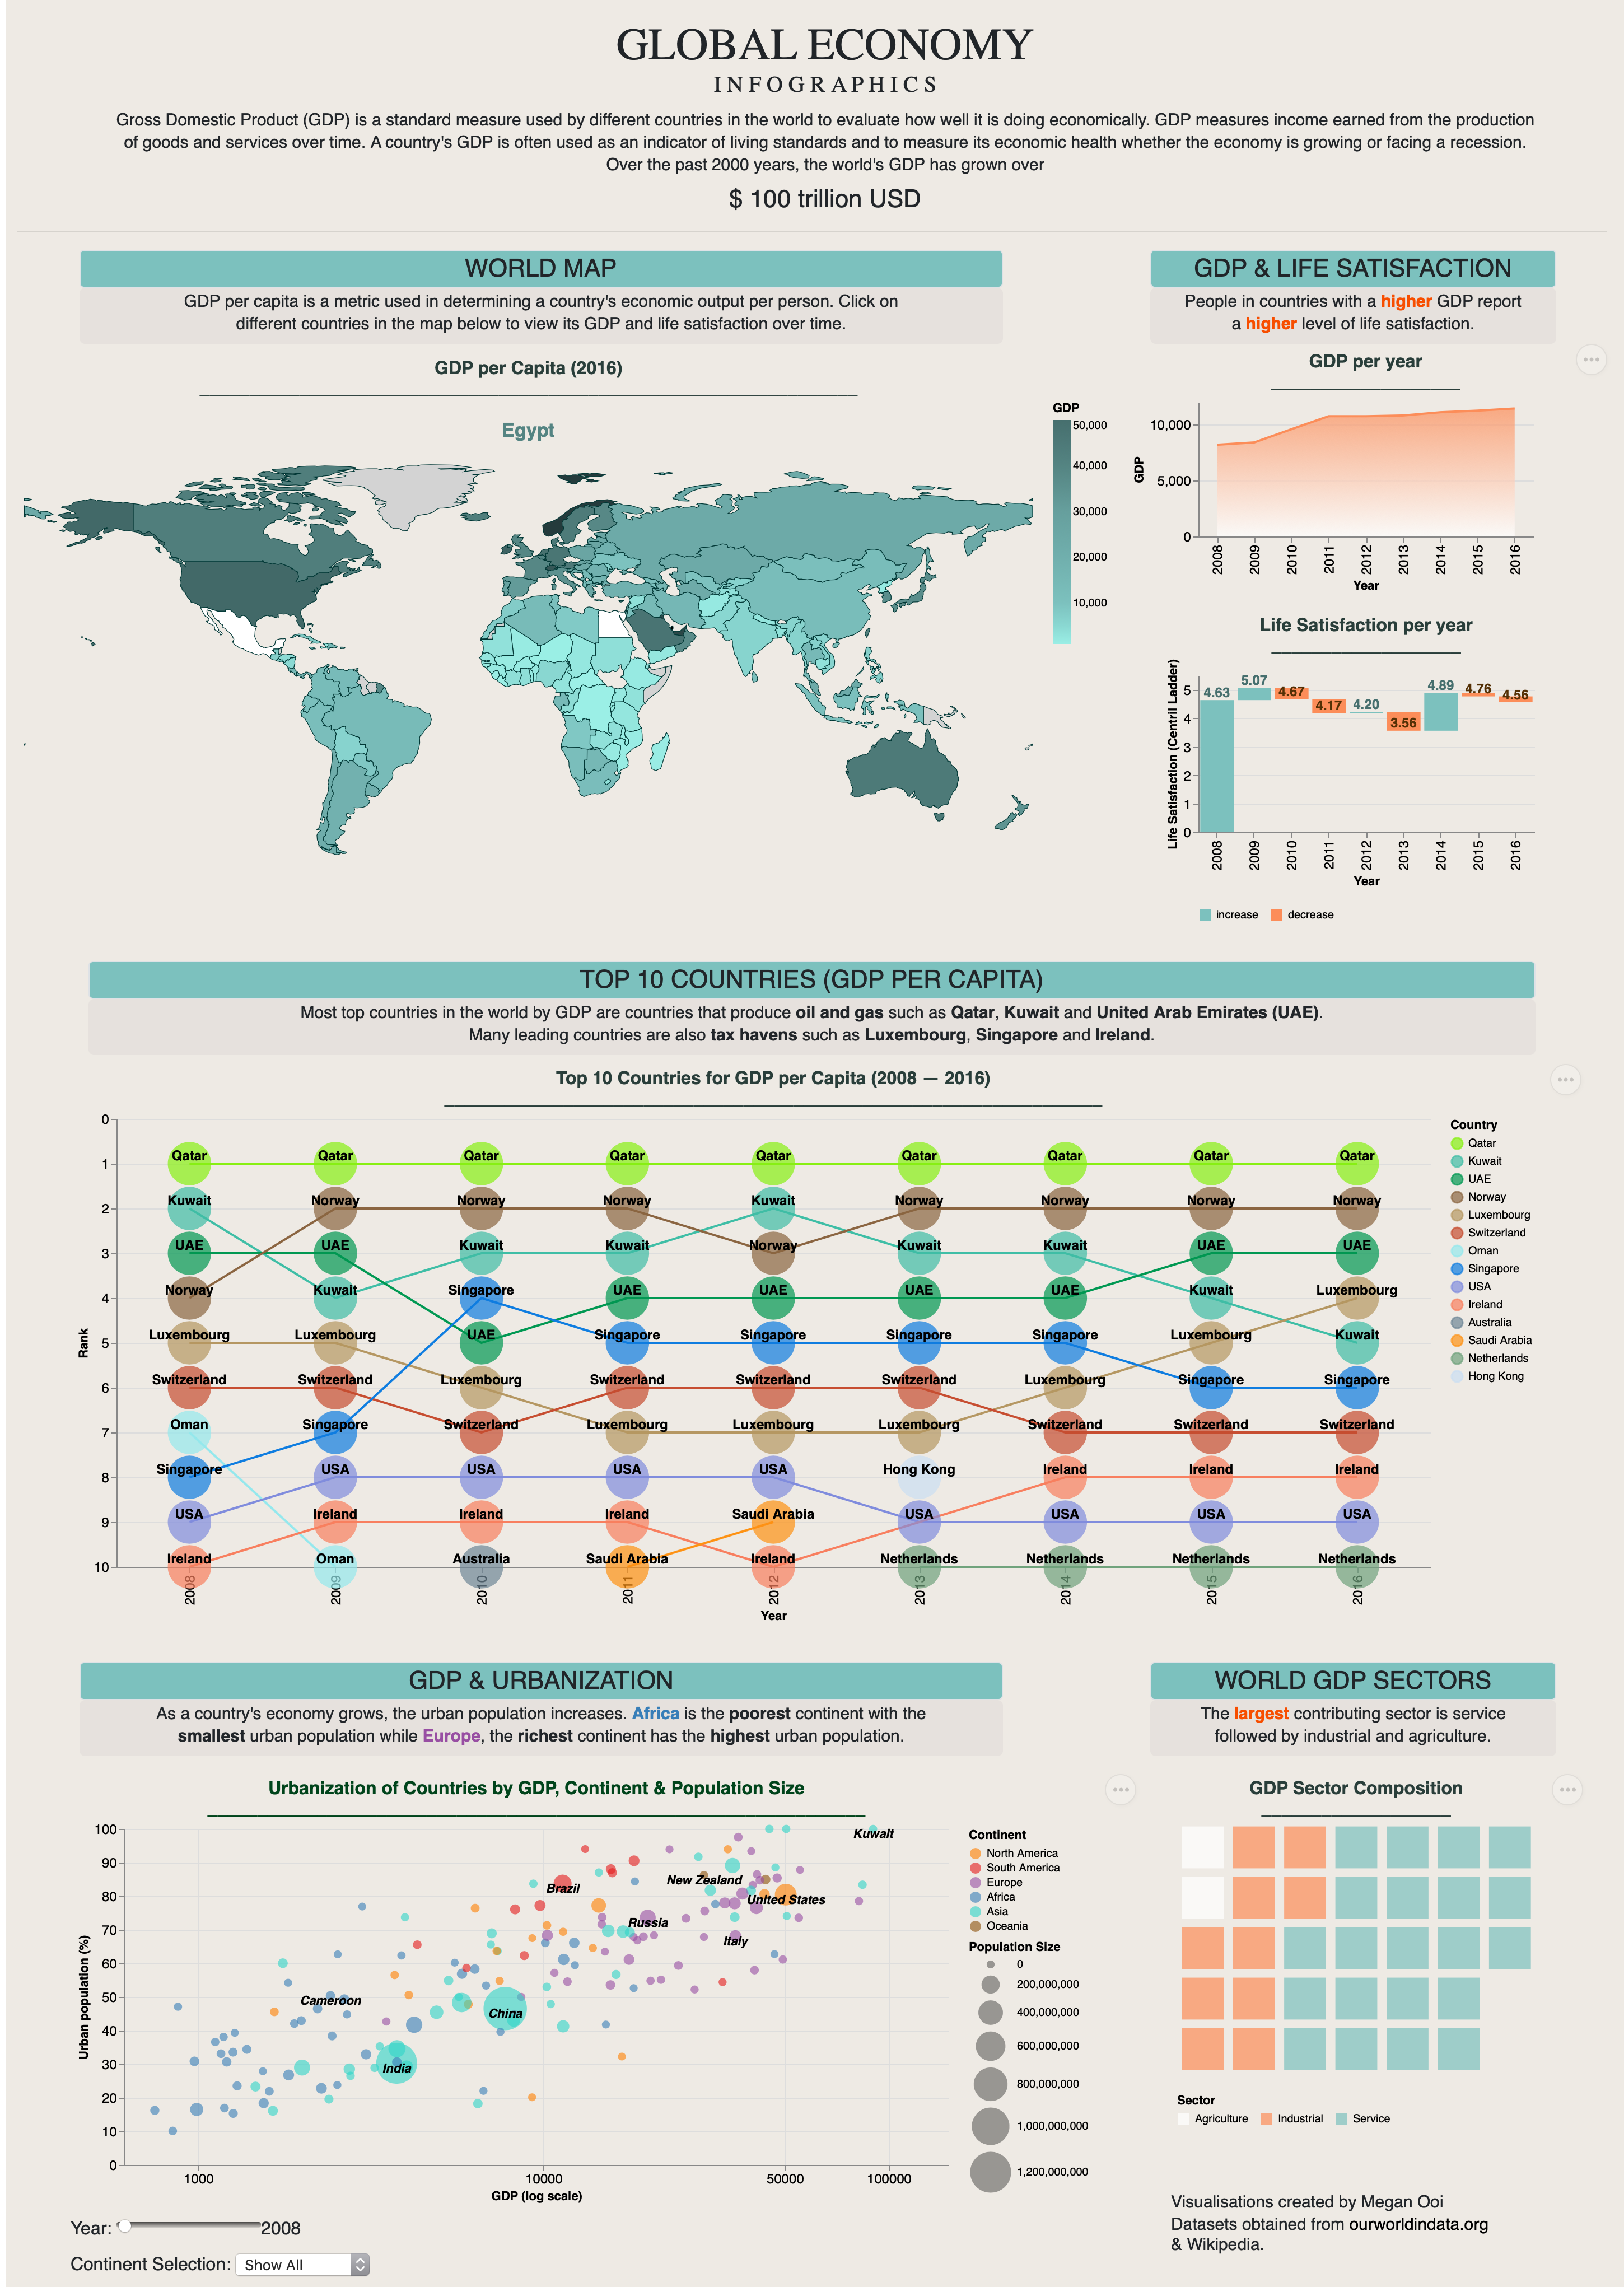 GLOBAL ECONOMY
INFOGRAPHICS
Gross Domestic Product (GDP) is a standard measure used by different countries in the world to evaluate how well it is doing economically. GDP measures income earned from the production
of goods and services over time. A country's GDP is often used as an indicator of living standards and to measure its economic health whether the economy is growing or facing a recession.
Over the past 2000 years, the world's GDP has grown over
$ 100 trillion USD
WORLD MAP
GDP per capita is a metric used in determining a country's economic output per person. Click on
different countries in the map below to view its GDP and life satisfaction over time.
GDP per Capita (2016)
Egypt
GDP
50,000
40,000
30,000
20,000
10,000
GDP & LIFE SATISFACTION
People in countries with a higher GDP report
a higher level of life satisfaction.
GDP per year
GDP
10,000
5,000
0
2008 2009 2010 2011 2012 2013 2014 2015 2016
Year
Life Satisfaction per year
Life Satisfaction (Centril Ladder)
5
4
3
2
1
0
4.63 5.07 4.67 4.17 4.20 3.56 4.89 4.76 4.56
2008 2009 2010 2011 2012 2013 2014 2015 2016
Year
increase decrease
TOP 10 COUNTRIES (GDP PER CAPITA)
Most top countries in the world by GDP are countries that produce oil and gas such as Qatar, Kuwait and United Arab Emirates (UAE).
Many leading countries are also tax havens such as Luxembourg, Singapore and Ireland.
Top 10 Countries for GDP per Capita (2008 — 2016)
Rank
0
1 Qatar Qatar Qatar Qatar Qatar Qatar Qatar Qatar Qatar
2 Kuwait Norway Norway Norway Kuwait Norway Norway Norway Norway
3 UAE UAE Kuwait Kuwait Norway Kuwait Kuwait UAE UAE
4 Norway Kuwait Singapore UAE UAE UAE UAE Kuwait Luxembourg
5 Luxembourg Luxembourg UAE Singapore Singapore Singapore Singapore Luxembourg Kuwait
6 Switzerland Switzerland Luxembourg Switzerland Switzerland Switzerland Luxembourg Singapore Singapore
7 Oman Singapore Switzerland Luxembourg Luxembourg Luxembourg Switzerland Switzerland Switzerland
8 Singapore USA USA USA USA Hong Kong Ireland Ireland Ireland
9 USA Ireland Ireland Ireland Saudi Arabia USA USA USA USA
10 Ireland Oman Australia Saudi Arabia Ireland Netherlands Netherlands Netherlands Netherlands
2008 2009 2010 2011 2012 2013 2014 2015 2016
Year
Country
Qatar
Kuwait
UAE
Norway
Luxembourg
Switzerland
Oman
Singapore
USA
Ireland
Australia
Saudi Arabia
Netherlands
Hong Kong
GDP & URBANIZATION
As a country's economy grows, the urban population increases. Africa is the poorest continent with the
smallest urban population while Europe, the richest continent has the highest urban population.
Urbanization of Countries by GDP, Continent & Population Size
Urban population (%)
100
90
80
70
60
50
40
30
20
10
0
Kuwait
New Zealand
Brazil
United States
Russia
Italy
Cameroon
China
India
1000 10000 50000 100000
GDP (log scale)
Continent
North America
South America
Europe
Africa
Asia
Oceania
Population Size
0
200,000,000
400,000,000
600,000,000
800,000,000
1,000,000,000
1,200,000,000
Year: 2008
Continent Selection: Show All
WORLD GDP SECTORS
The largest contributing sector is service
followed by industrial and agriculture.
GDP Sector Composition
Sector
Agriculture Industrial Service
Visualisations created by Megan Ooi
Datasets obtained from ourworldindata.org
& Wikipedia.